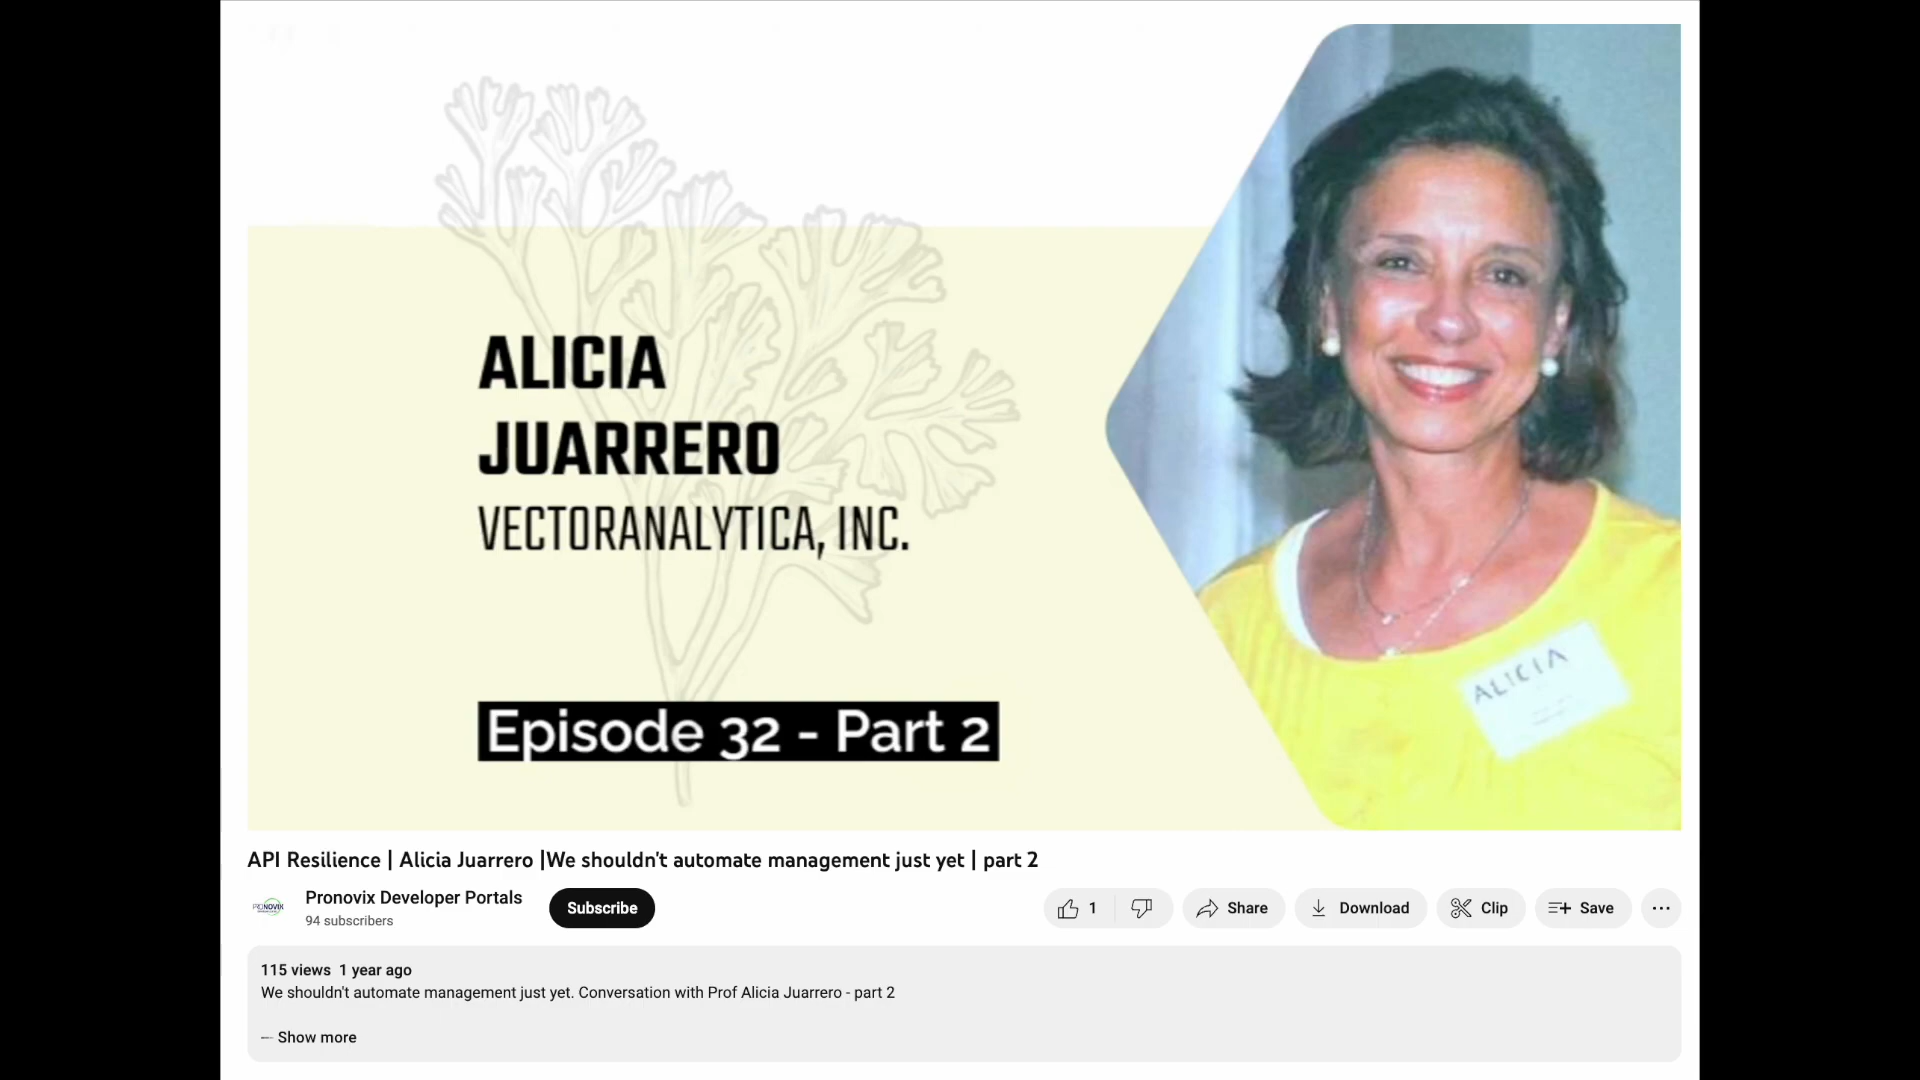 ALICIA
JUARRERO
VECTORANALYTICA, INC.
ALICIA
Episode 32 - Part 2
API Resilience | Alicia Juarrero |We shouldn't automate management just yet | part 2
PRONOVIX
Pronovix Developer Portals
94 subscribers
Subscribe
1
Share
Download
Clip
Save
115 views 1 year ago
We shouldn't automate management just yet. Conversation with Prof Alicia Juarrero - part 2
— Show more